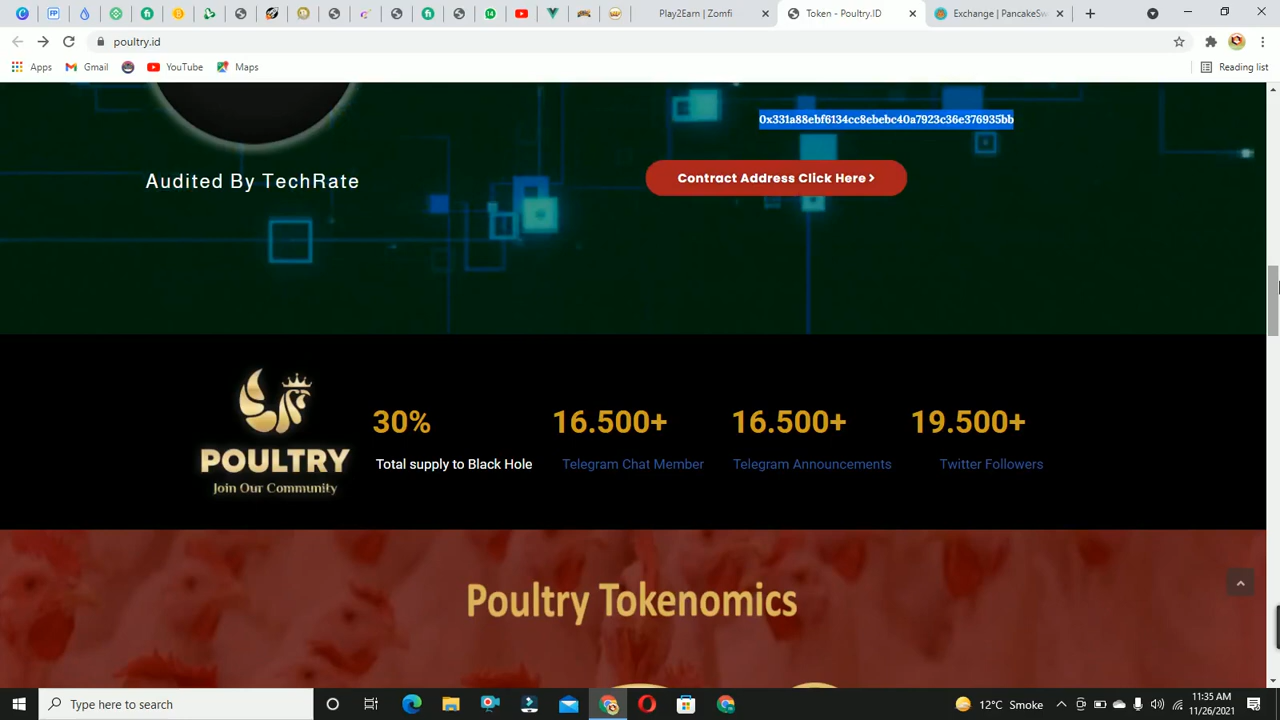 Play2Earn | Zomfi
Token - Poultry.ID
Exchange | PancakeSw
poultry.id
Apps
Gmail
YouTube
Maps
Reading list
0x331a88ebf6134cc8ebebc40a7923c36e376935bb
Contract Address Click Here
Audited By TechRate
POULTRY
Join Our Community
30%
Total supply to Black Hole
16.500+
Telegram Chat Member
16.500+
Telegram Announcements
19.500+
Twitter Followers
Poultry Tokenomics
Type here to search
12°C Smoke
11:35 AM
11/26/2021